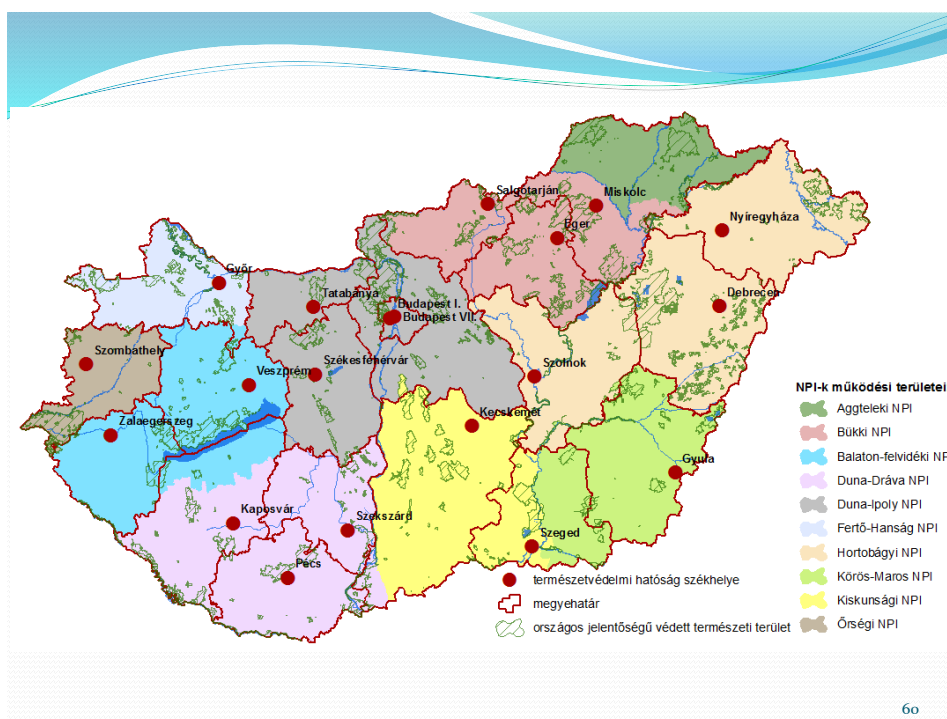 Salgótarján
Miskolc
Nyíregyháza
Eger
Győr
Tatabánya
Debrecen
Budapest I.
Budapest VII.
Szombathely
Székesfehérvár
Szolnok
Veszprém
NPI-k működési területei
Aggteleki NPI
Kecskemét
Zalaegerszeg
Bükki NPI
Balaton-felvidéki NP
Gyula
Duna-Dráva NPI
Duna-Ipoly NPI
Kaposvár
Szekszárd
Fertő-Hanság NPI
Szeged
Hortobágyi NPI
Pécs
természetvédelmi hatóság székhelye
Körös-Maros NPI
megyehatár
Kiskunsági NPI
országos jelentőségű védett természeti terület
Őrségi NPI
60